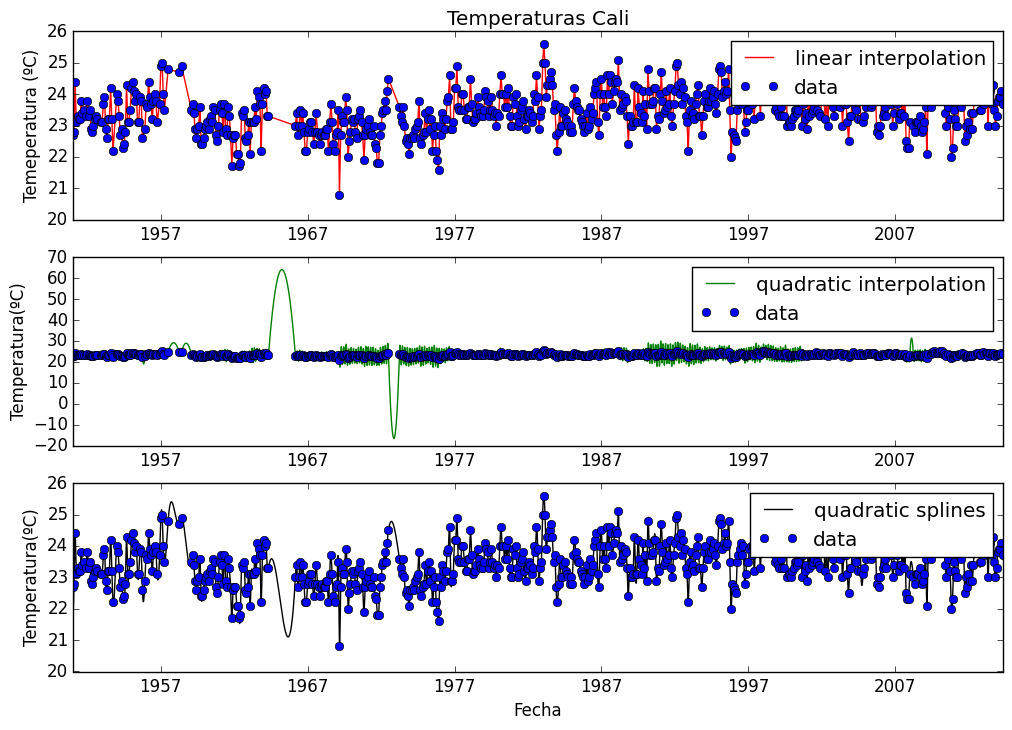 Temperaturas Cali
Temeperatura (ºC)
26
25
24
23
22
21
20
linear interpolation
data
1957 1967 1977 1987 1997 2007
Temperatura(ºC)
70
60
50
40
30
20
10
0
−10
−20
quadratic interpolation
data
1957 1967 1977 1987 1997 2007
Temperatura(ºC)
26
25
24
23
22
21
20
quadratic splines
data
1957 1967 1977 1987 1997 2007
Fecha